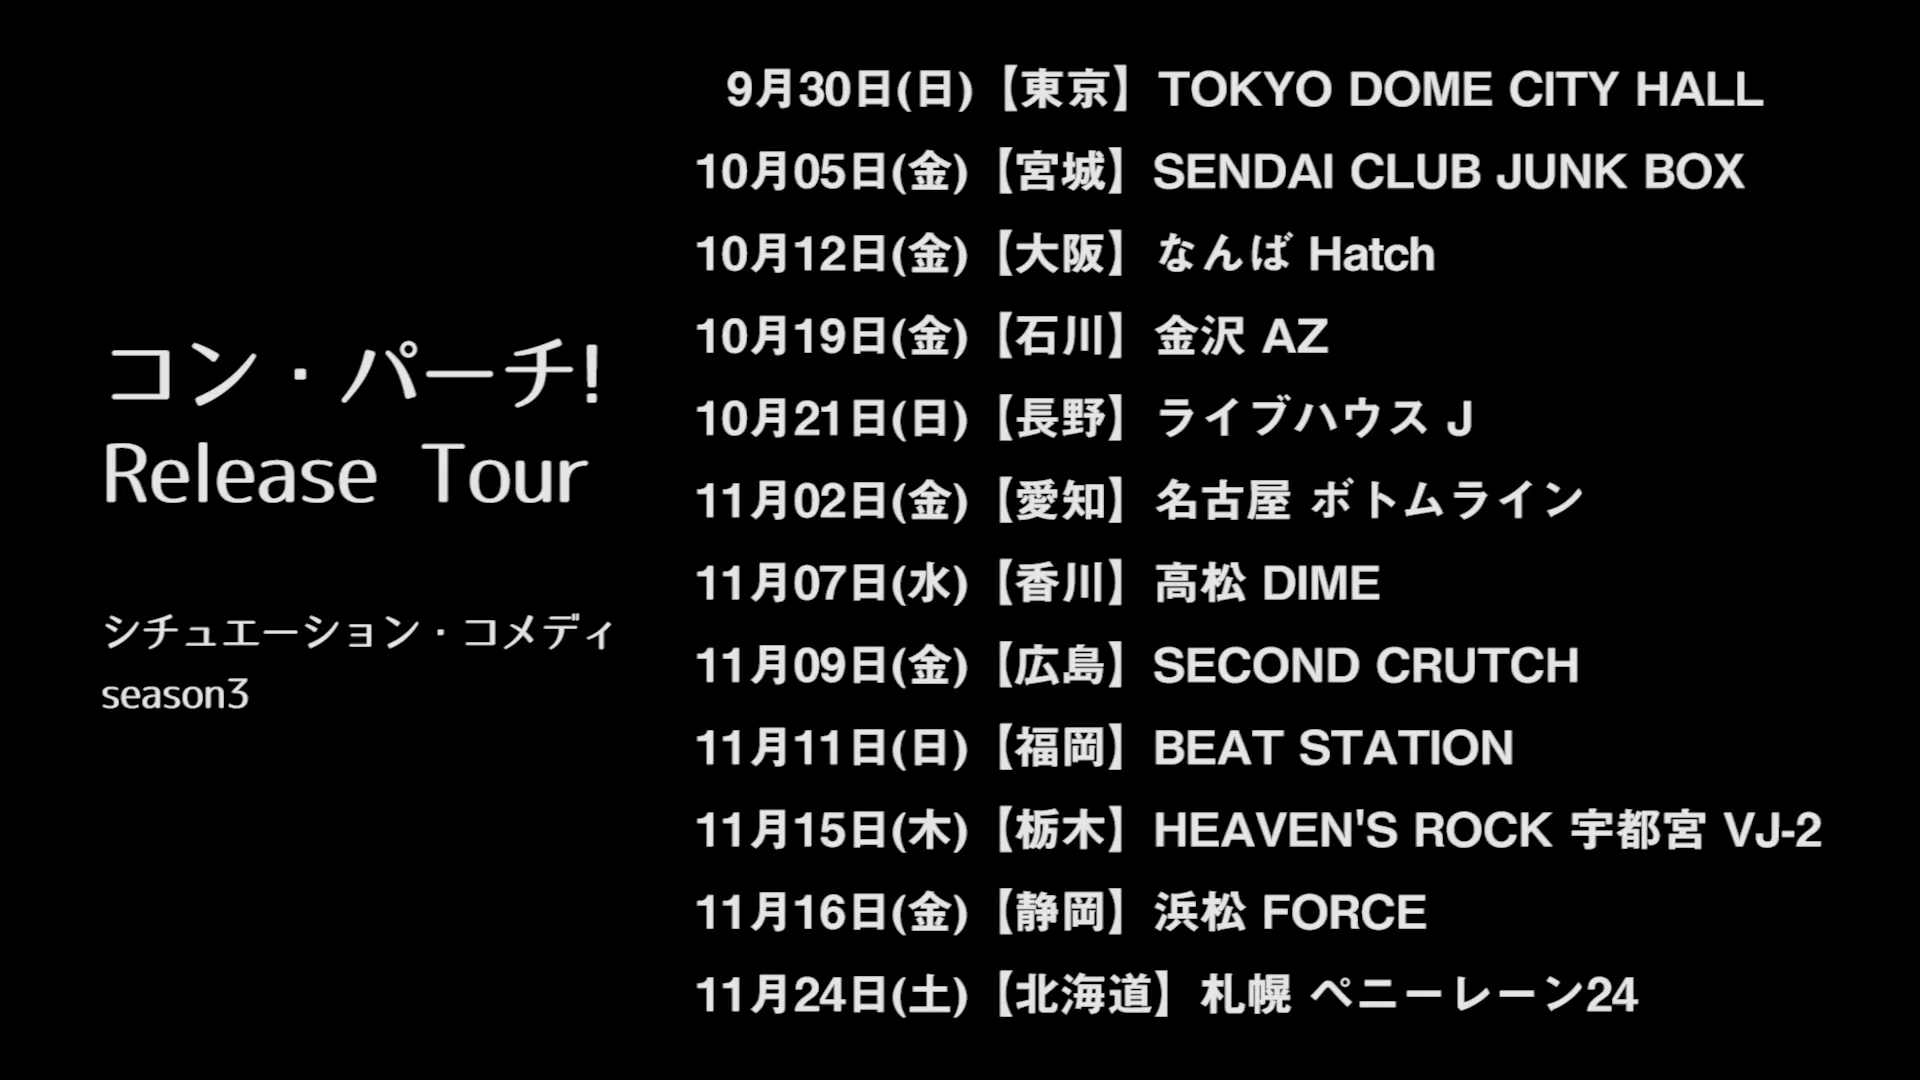 コン・パーチ!
Release Tour
シチュエーション・コメディ
season3
9月30日(日)【東京】TOKYO DOME CITY HALL
10月05日(金)【宮城】SENDAI CLUB JUNK BOX
10月12日(金)【大阪】なんば Hatch
10月19日(金)【石川】金沢 AZ
10月21日(日)【長野】ライブハウス J
11月02日(金)【愛知】名古屋 ボトムライン
11月07日(水)【香川】高松 DIME
11月09日(金)【広島】SECOND CRUTCH
11月11日(日)【福岡】BEAT STATION
11月15日(木)【栃木】HEAVEN'S ROCK 宇都宮 VJ-2
11月16日(金)【静岡】浜松 FORCE
11月24日(土)【北海道】札幌 ペニーレーン24